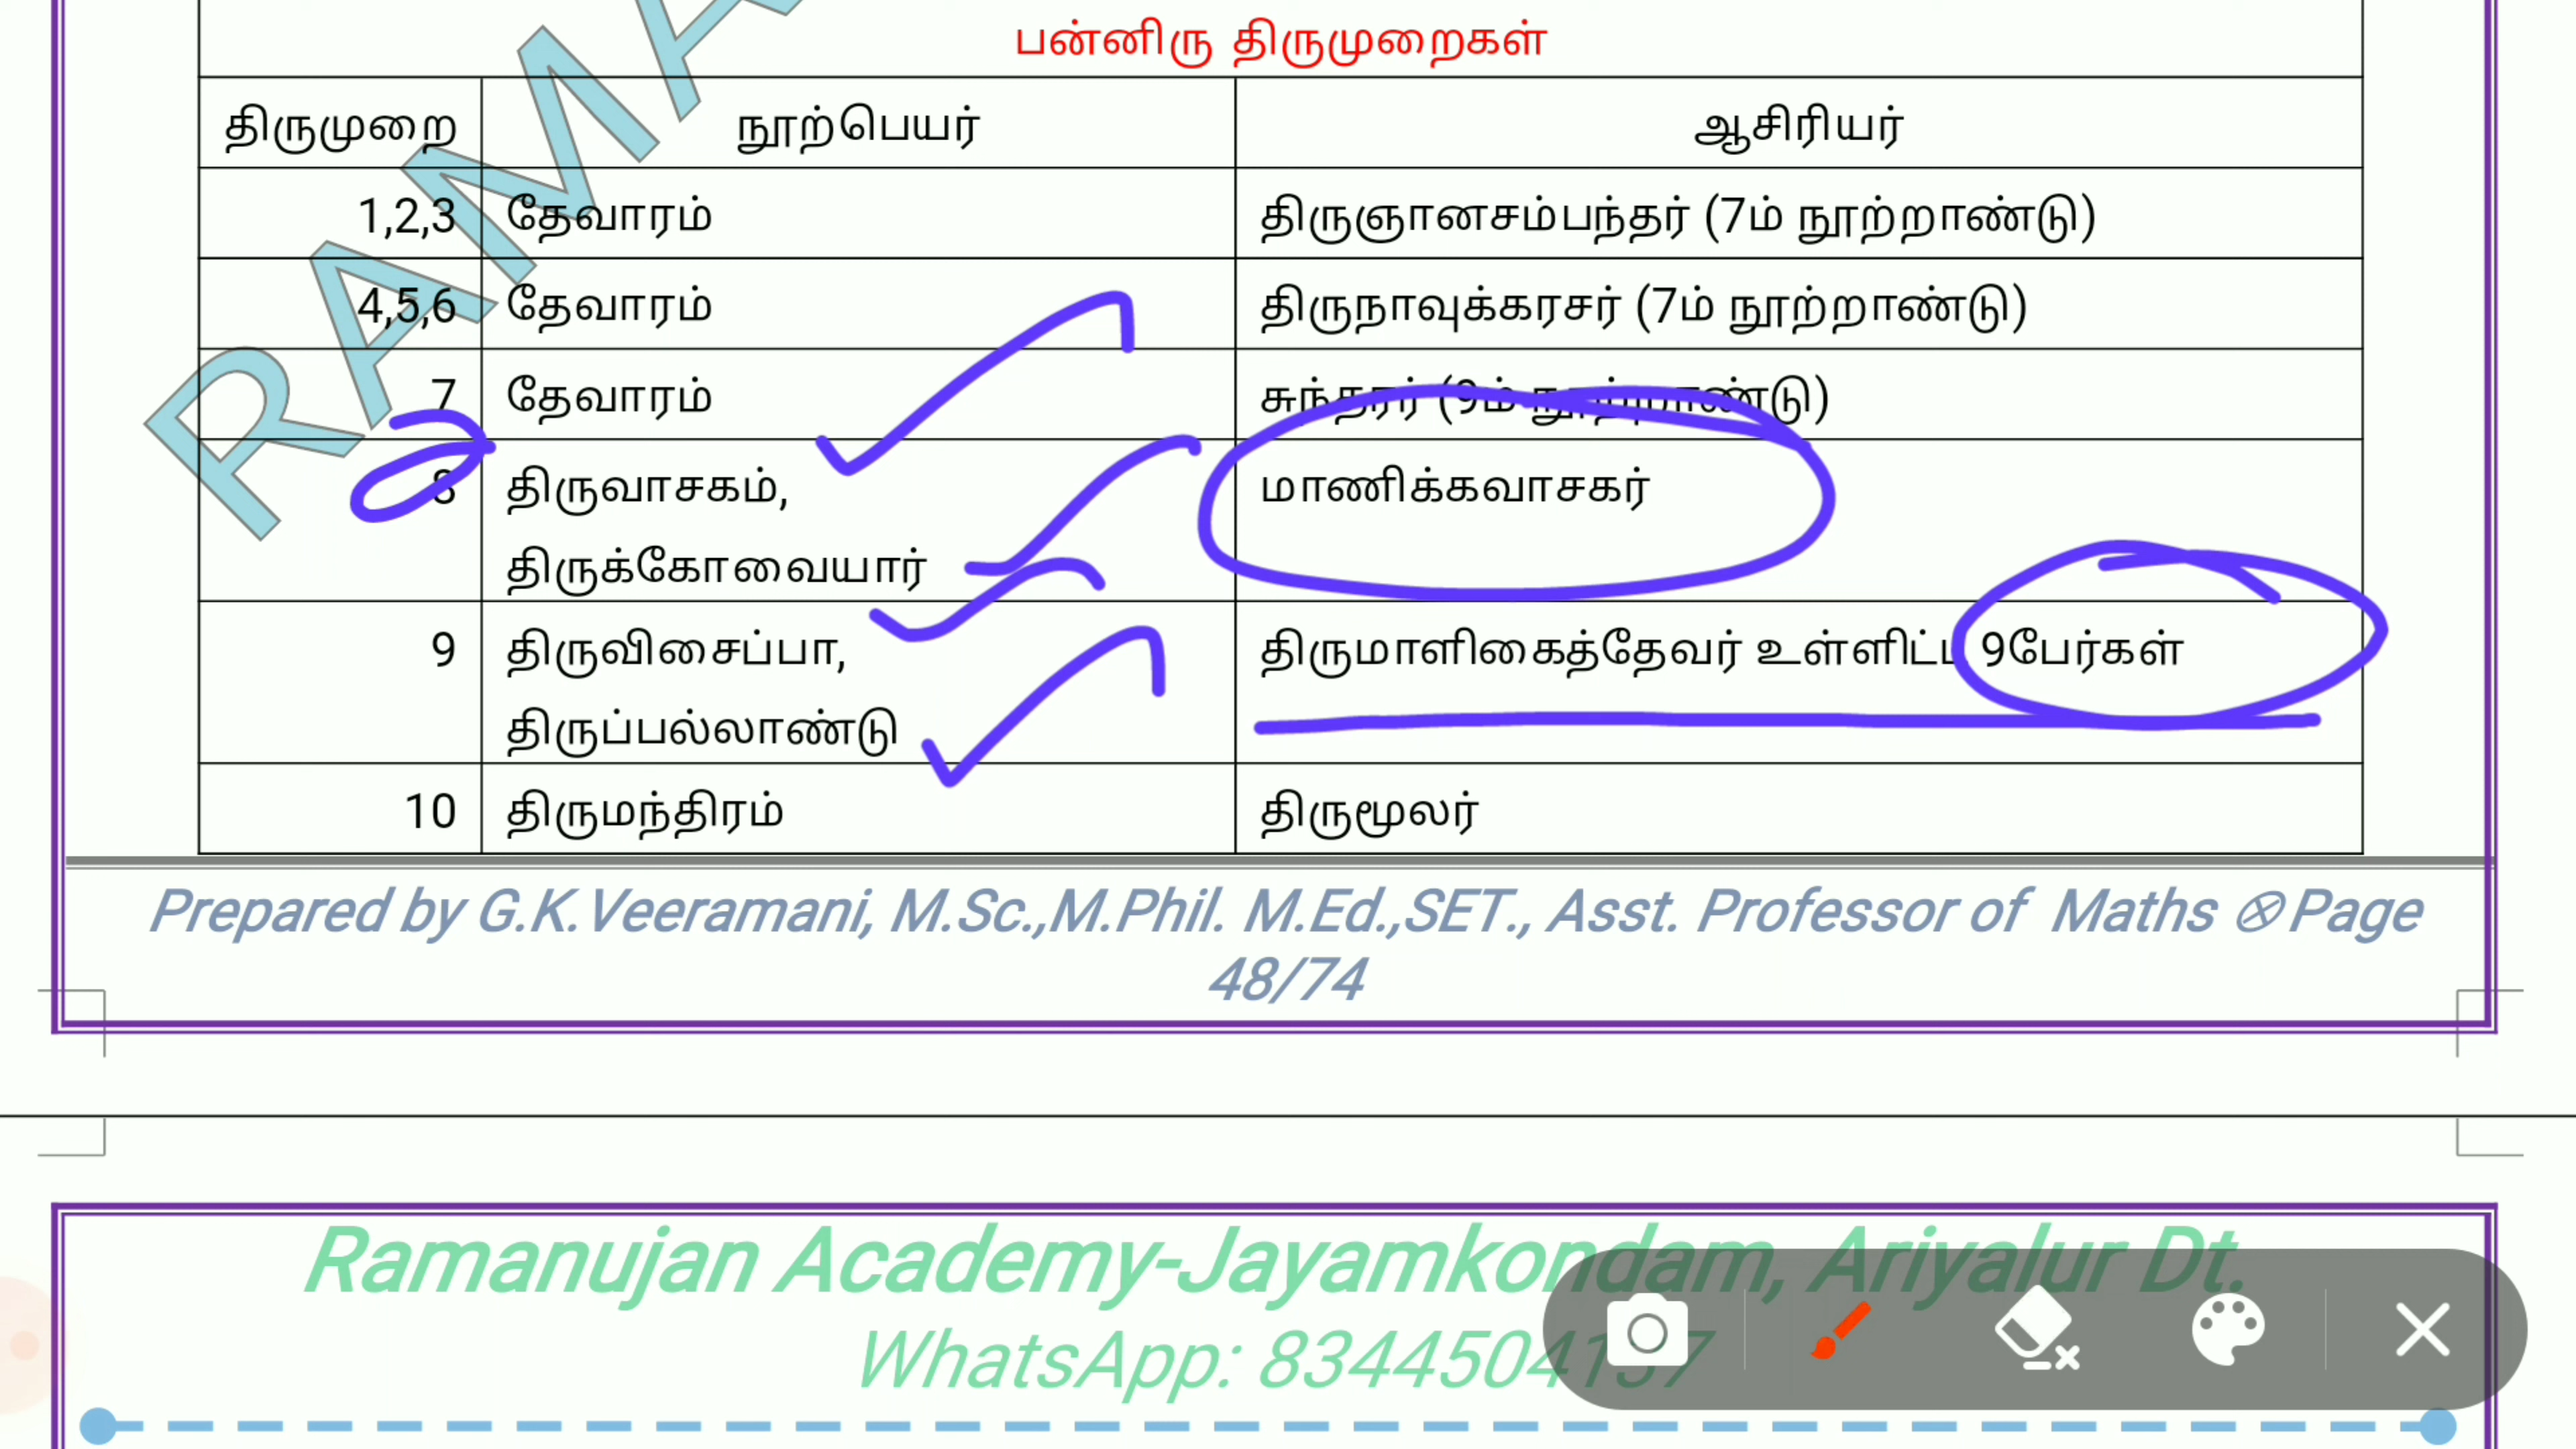 பன்னிரு திருமுறைகள்
திருமுறை நூற்பெயர் ஆசிரியர்
1,2,3 தேவாரம் திருஞானசம்பந்தர் (7ம் நூற்றாண்டு)
4,5,6 தேவாரம் திருநாவுக்கரசர் (7ம் நூற்றாண்டு)
7 தேவாரம் சுந்தரர் (9ம் நூற்றாண்டு)
8 திருவாசகம், மாணிக்கவாசகர்
திருக்கோவையார்
9 திருவிசைப்பா, திருமாளிகைத்தேவர் உள்ளிட்ட 9பேர்கள்
திருப்பல்லாண்டு
10 திருமந்திரம் திருமூலர்
RAMA
Prepared by G.K.Veeramani, M.Sc.,M.Phil. M.Ed.,SET., Asst. Professor of Maths ⊗Page
48/74
Ramanujan Academy-Jayamkondam, Ariyalur Dt.
WhatsApp: 8344504137